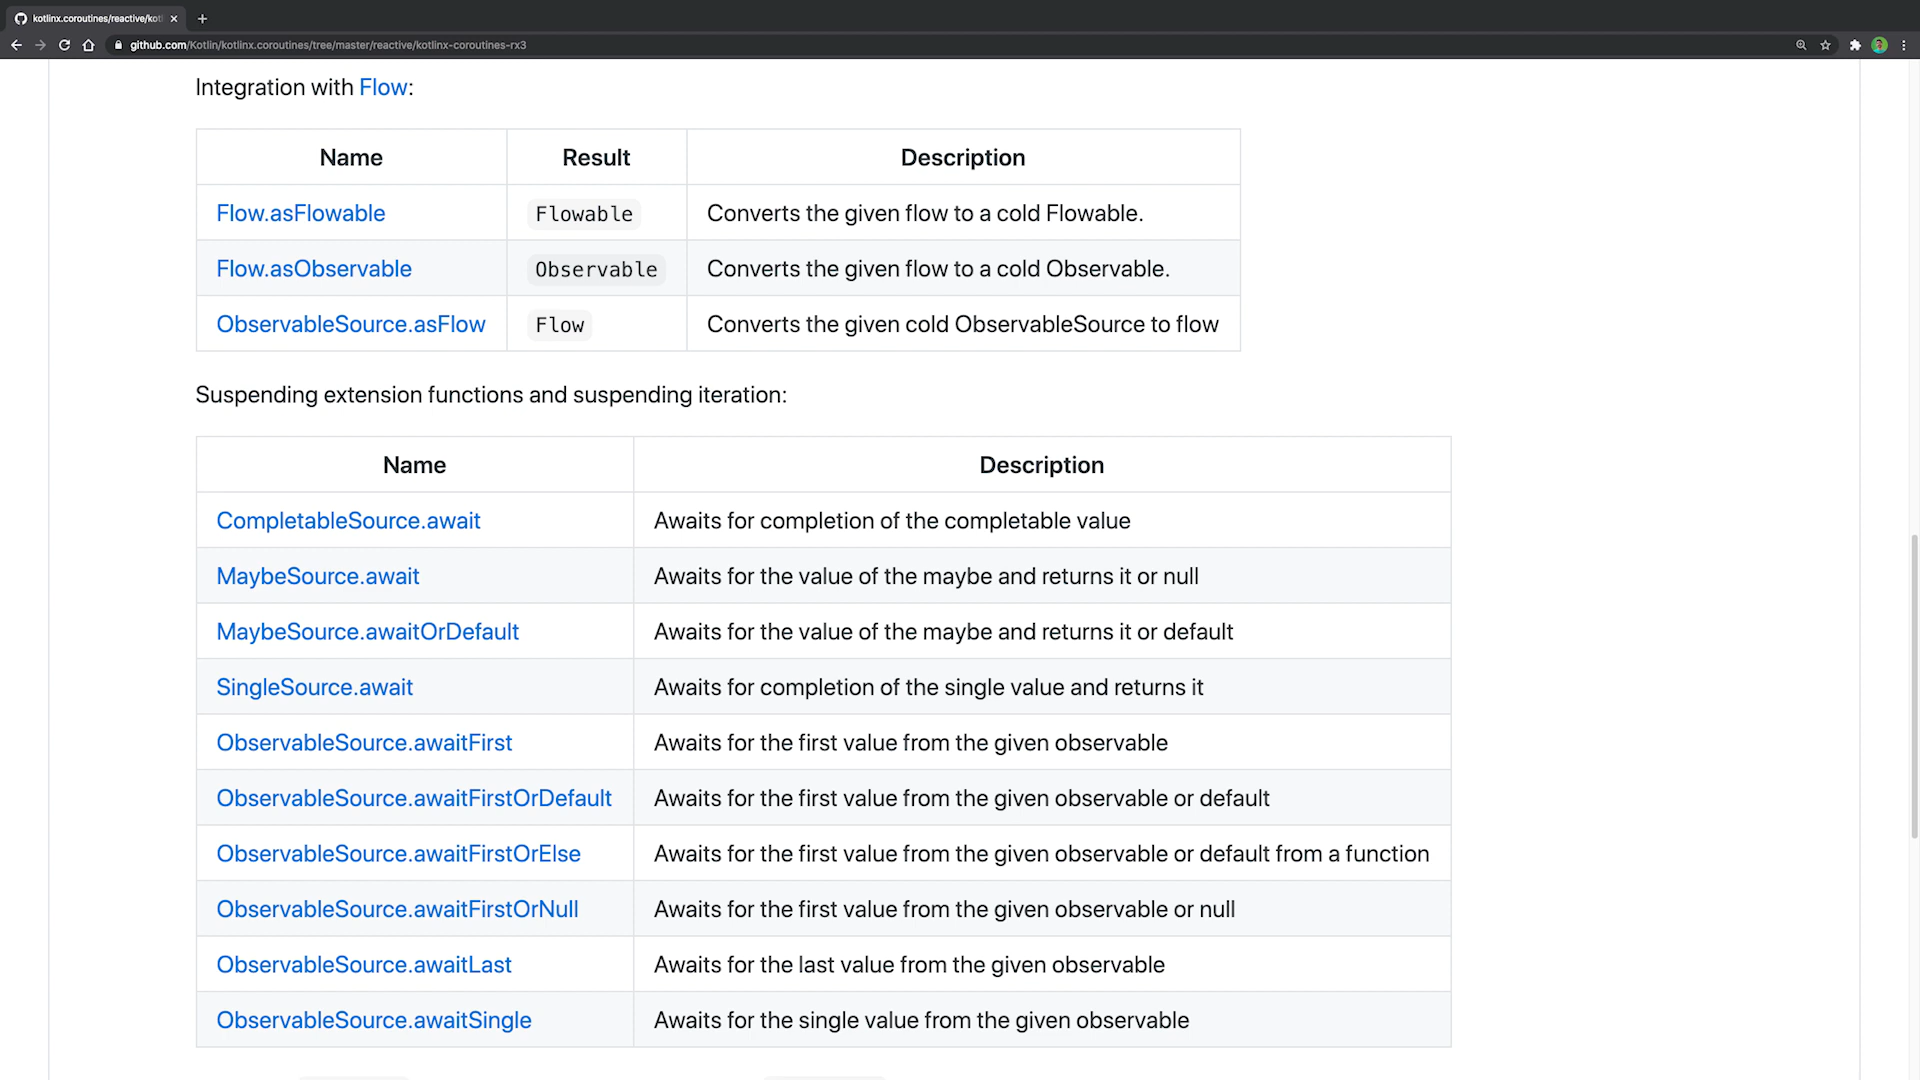 kotlinx.coroutines/reactive/kotl
github.com/Kotlin/kotlinx.coroutines/tree/master/reactive/kotlinx-coroutines-rx3
Integration with Flow:
Name Result Description
Flow.asFlowable Flowable Converts the given flow to a cold Flowable.
Flow.asObservable Observable Converts the given flow to a cold Observable.
ObservableSource.asFlow Flow Converts the given cold ObservableSource to flow
Suspending extension functions and suspending iteration:
Name Description
CompletableSource.await Awaits for completion of the completable value
MaybeSource.await Awaits for the value of the maybe and returns it or null
MaybeSource.awaitOrDefault Awaits for the value of the maybe and returns it or default
SingleSource.await Awaits for completion of the single value and returns it
ObservableSource.awaitFirst Awaits for the first value from the given observable
ObservableSource.awaitFirstOrDefault Awaits for the first value from the given observable or default
ObservableSource.awaitFirstOrElse Awaits for the first value from the given observable or default from a function
ObservableSource.awaitFirstOrNull Awaits for the first value from the given observable or null
ObservableSource.awaitLast Awaits for the last value from the given observable
ObservableSource.awaitSingle Awaits for the single value from the given observable